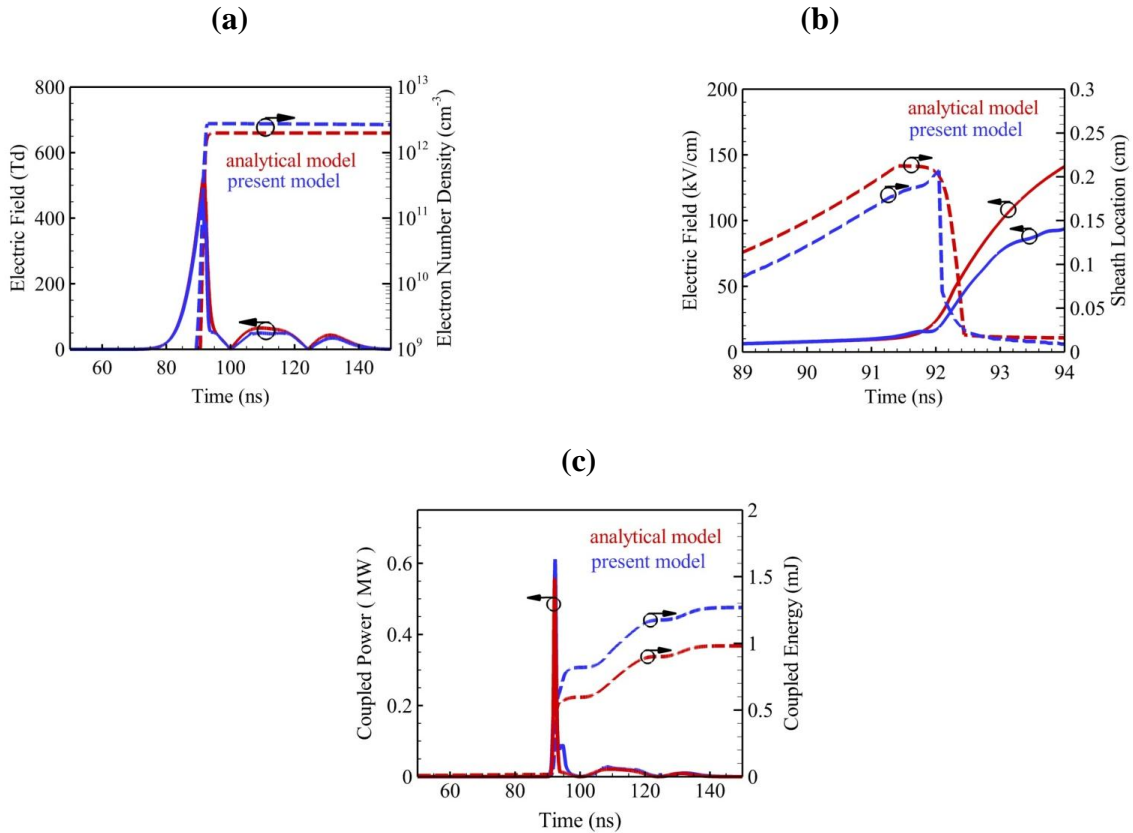 (a)
(b)
800
600
400
200
0
Electric Field (Td)
60
80
100
120
140
Time (ns)
10^13
10^12
10^11
10^10
10^9
Electron Number Density (cm^-3)
analytical model
present model
200
150
100
50
0
Electric Field (kV/cm)
89
90
91
92
93
94
Time (ns)
0.3
0.25
0.2
0.15
0.1
0.05
0
Sheath Location (cm)
analytical model
present model
(c)
0.6
0.4
0.2
0
Coupled Power ( MW)
60
80
100
120
140
Time (ns)
2
1.5
1
0.5
0
Coupled Energy (mJ)
analytical model
present model